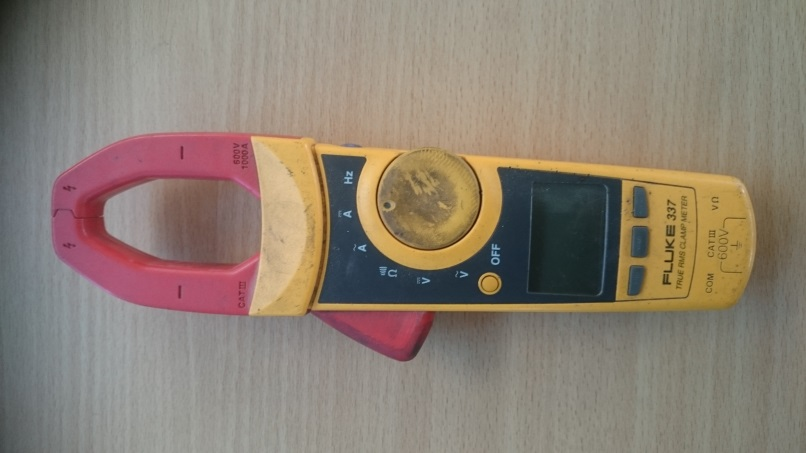 600V
1000A
CAT III
Hz
⎓
A
~
A
Ω
⎓
V
~
V
OFF
FLUKE 337
TRUE RMS CLAMP METER
COM CAT III VΩ
600V